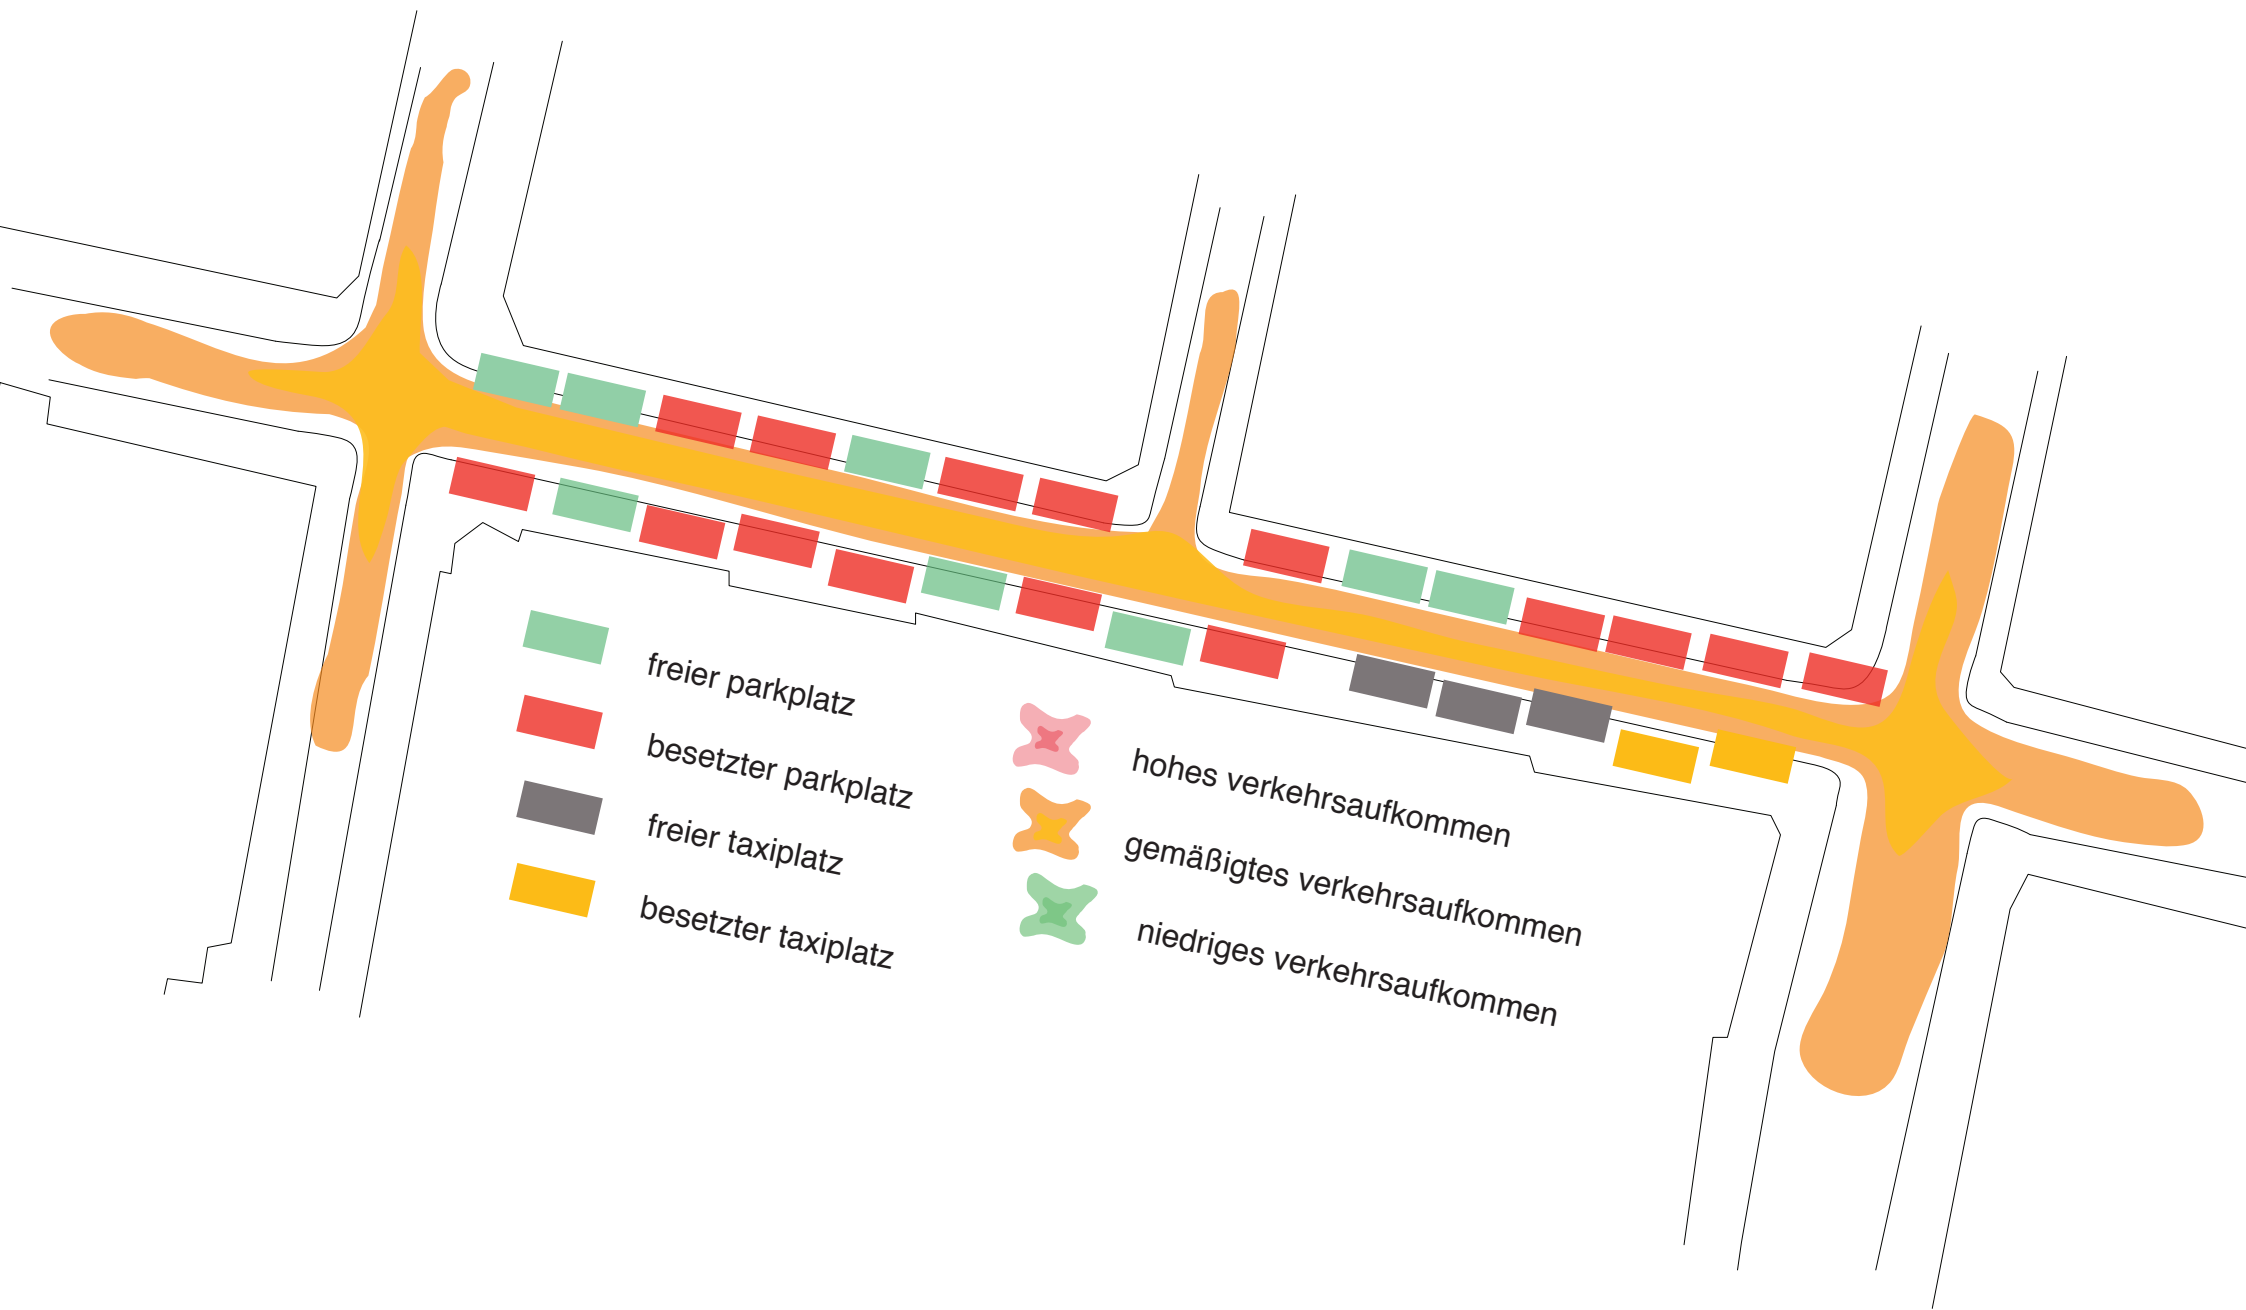 freier parkplatz
besetzter parkplatz
freier taxiplatz
besetzter taxiplatz
hohes verkehrsaufkommen
gemäßigtes verkehrsaufkommen
niedriges verkehrsaufkommen